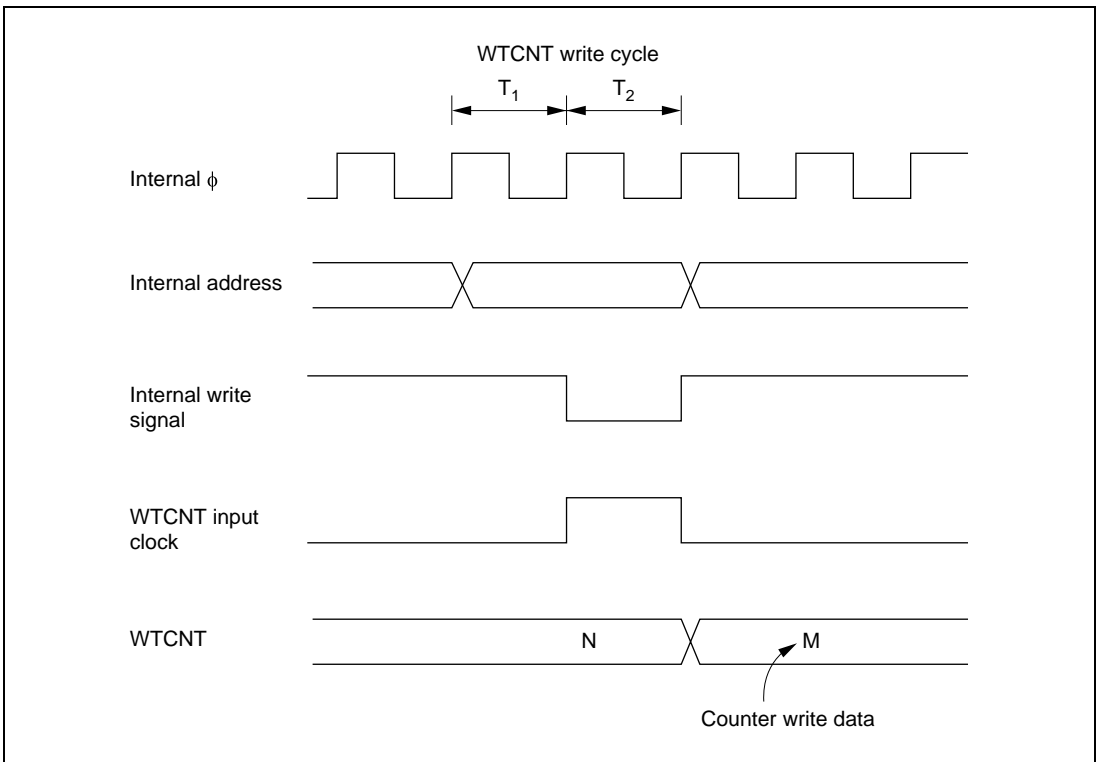 WTCNT write cycle
T₁ T₂
Internal ϕ
Internal address
Internal write
signal
WTCNT input
clock
WTCNT N M
Counter write data